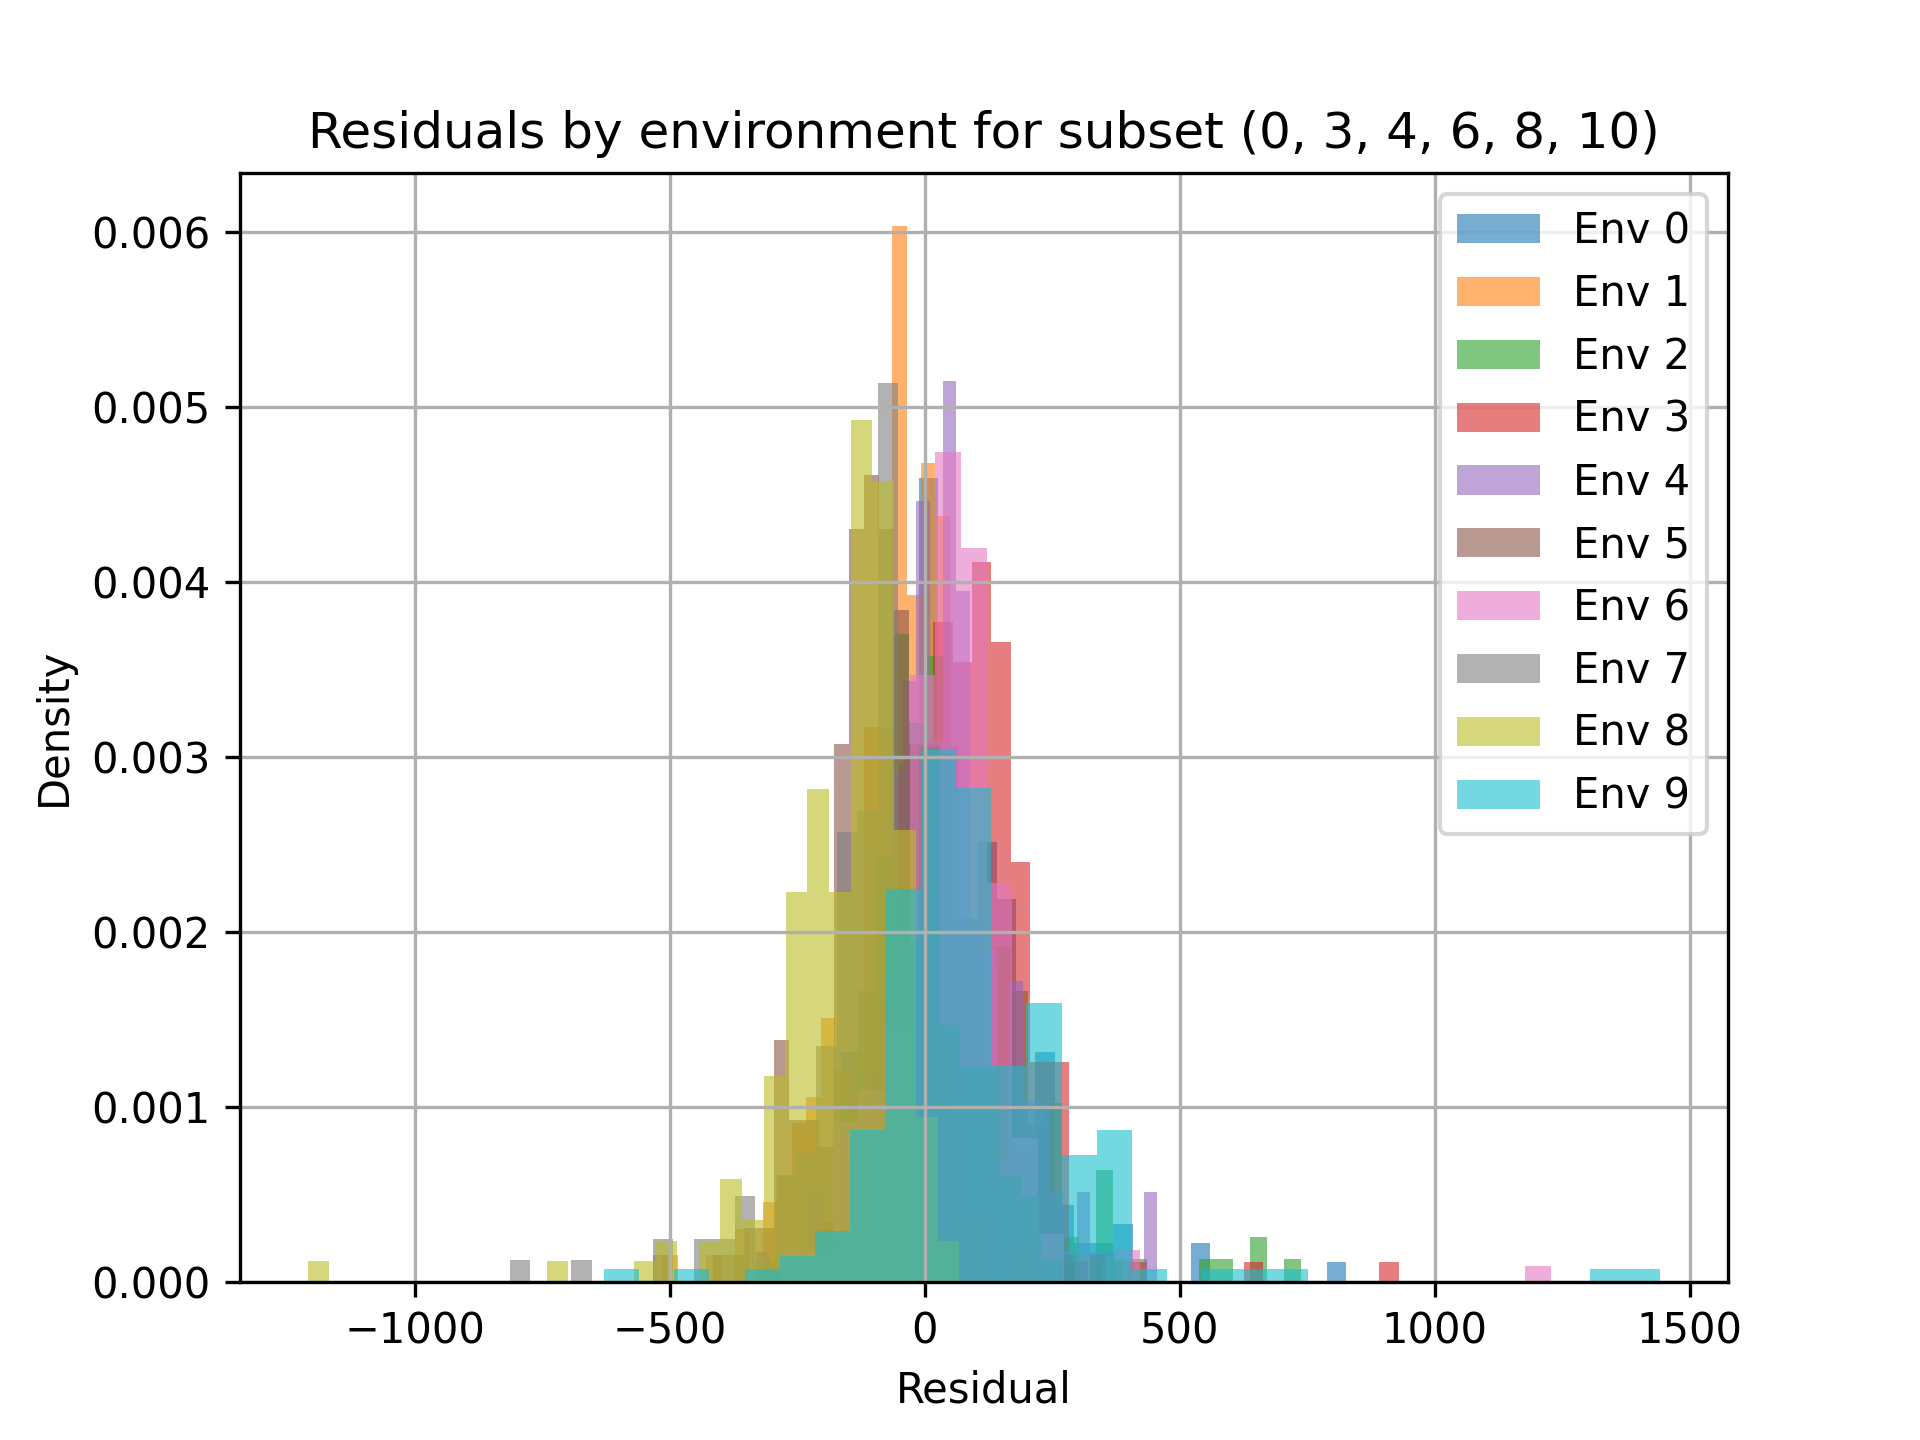 Residuals by environment for subset (0, 3, 4, 6, 8, 10)
0.006
0.005
0.004
0.003
0.002
0.001
0.000
Density
Env 0
Env 1
Env 2
Env 3
Env 4
Env 5
Env 6
Env 7
Env 8
Env 9
−1000 −500 0 500 1000 1500
Residual